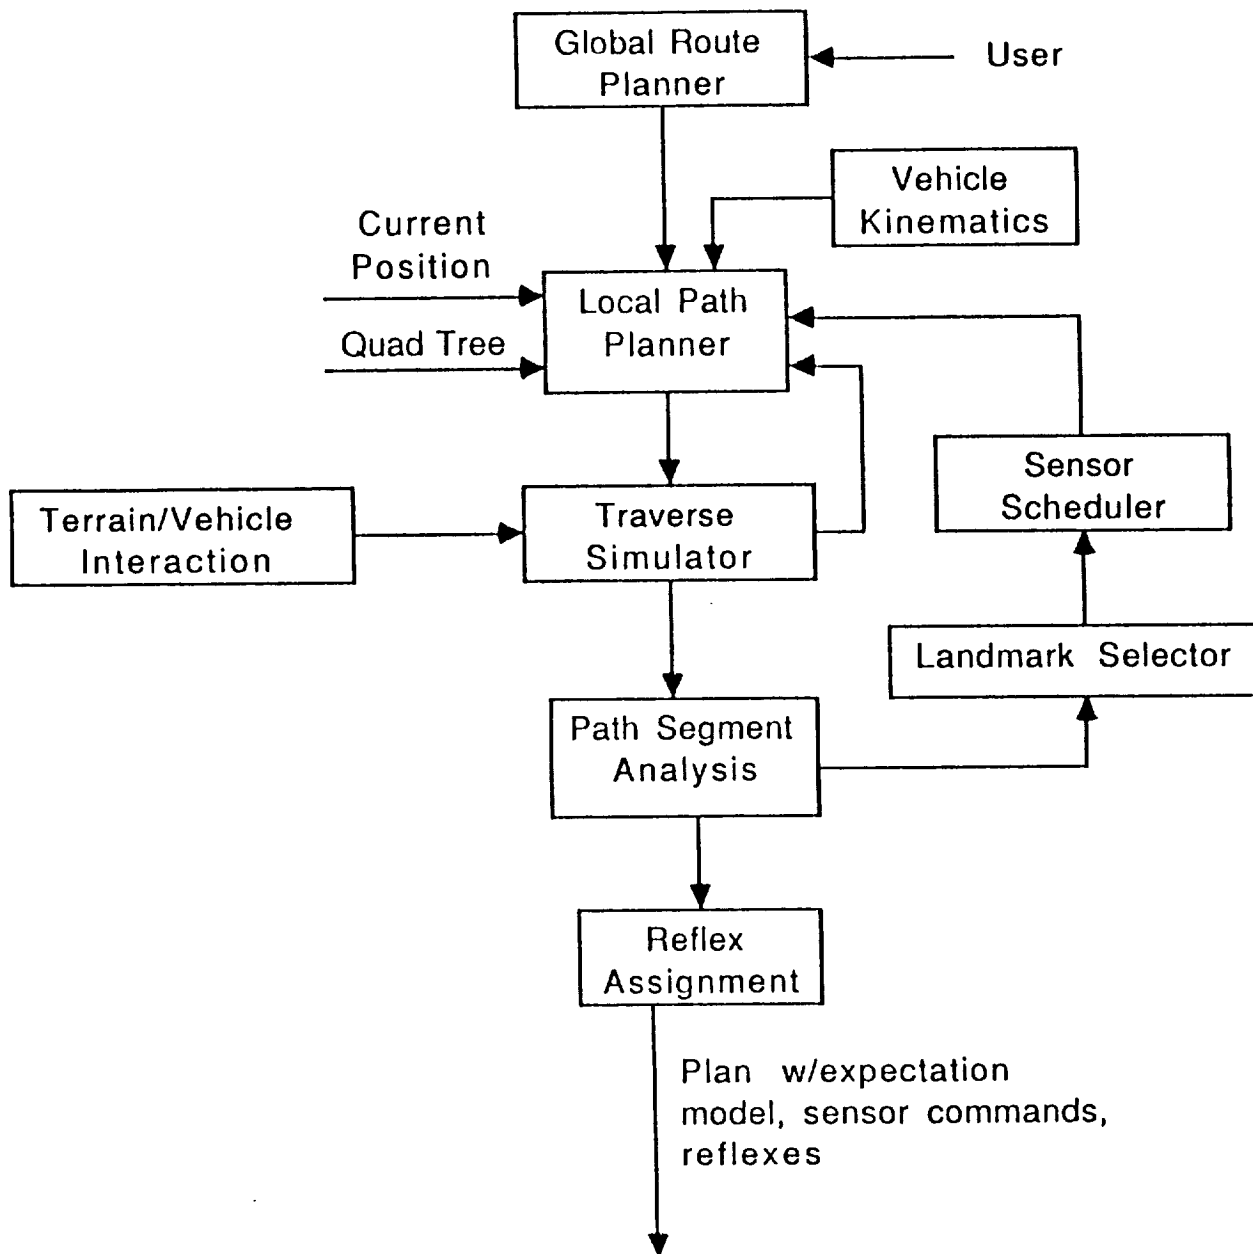 Global Route
Planner
User
Vehicle
Kinematics
Current
Position
Local Path
Planner
Quad Tree
Sensor
Scheduler
Terrain/Vehicle
Interaction
Traverse
Simulator
Landmark Selector
Path Segment
Analysis
Reflex
Assignment
Plan w/expectation
model, sensor commands,
reflexes